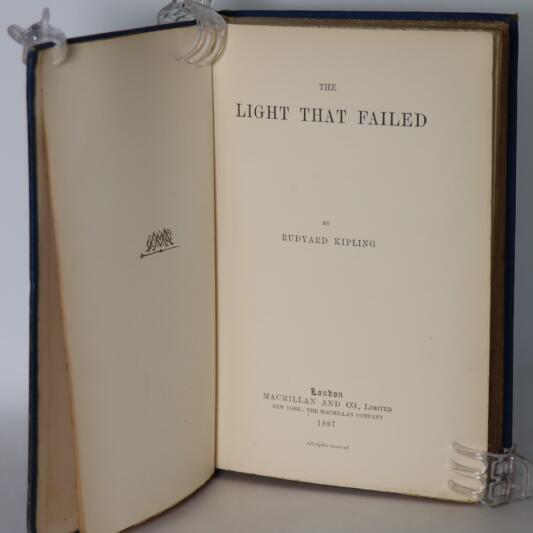 THE
LIGHT THAT FAILED
BY
RUDYARD KIPLING
London
MACMILLAN AND CO., LIMITED
NEW YORK: THE MACMILLAN COMPANY
1897
All rights reserved